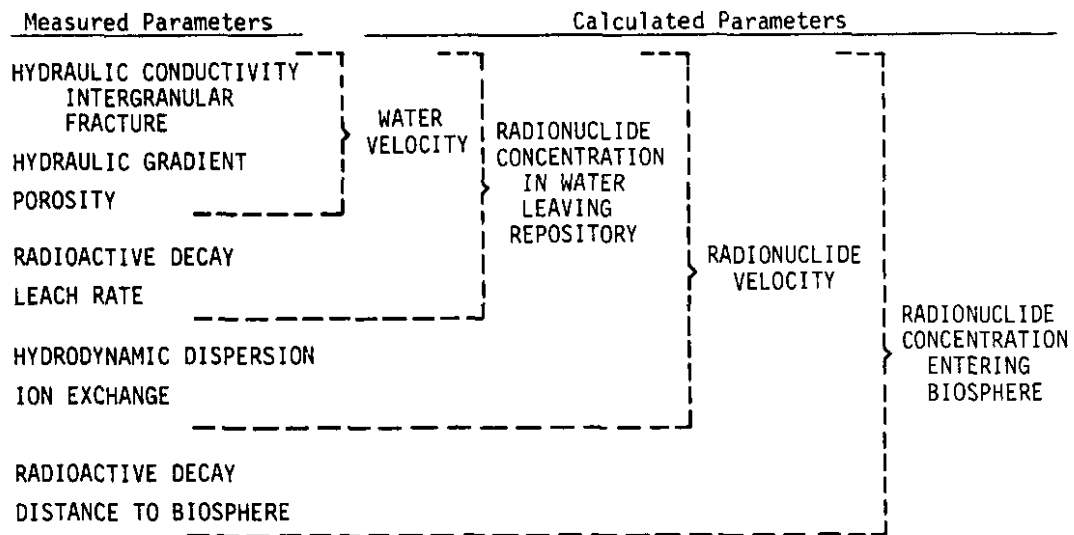 Measured Parameters
Calculated Parameters
HYDRAULIC CONDUCTIVITY
INTERGRANULAR
FRACTURE
HYDRAULIC GRADIENT
POROSITY
WATER
VELOCITY
RADIOACTIVE DECAY
LEACH RATE
RADIONUCLIDE
CONCENTRATION
IN WATER
LEAVING
REPOSITORY
HYDRODYNAMIC DISPERSION
ION EXCHANGE
RADIONUCLIDE
VELOCITY
RADIOACTIVE DECAY
DISTANCE TO BIOSPHERE
RADIONUCLIDE
CONCENTRATION
ENTERING
BIOSPHERE